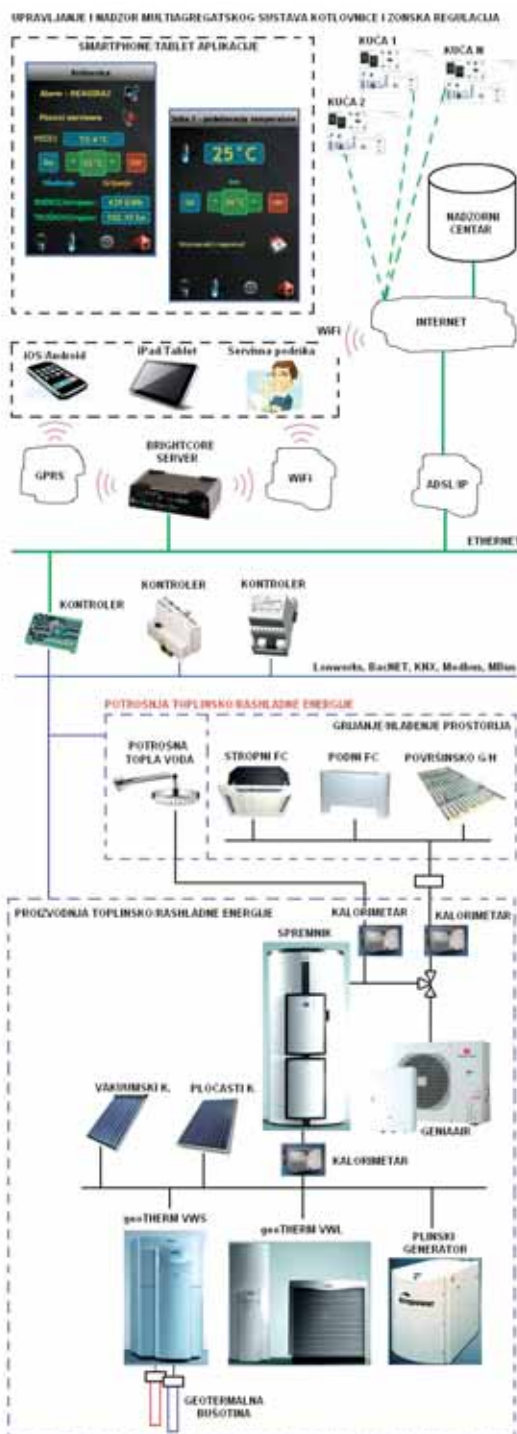 UPRAVLJANJE I NADZOR MULTIAGREGATSKOG SUSTAVA KOTLOVNICE I ZONSKA REGULACIJA
SMARTPHONE TABLET APLIKACIJE
KUĆA 1
KUĆA N
KUĆA 2
25°C
NADZORNI
CENTAR
INTERNET
WiFi
iOS Android
iPad Tablet
Servisna podrška
BRIGHTCORE
SERVER
GPRS
WiFi
ADSL IP
ETHERNET
KONTROLER
KONTROLER
KONTROLER
Lonworks, BacNET, KNX, Modbus, MBus
POTROŠNJA TOPLINSKO RASHLADNE ENERGIJE
GRIJANJE HLAĐENJE PROSTORIJA
POTROŠNA
TOPLA VODA
STROPNI FC
PODNI FC
POVRŠINSKO G/H
PROIZVODNJA TOPLINSKO RASHLADNE ENERGIJE
KALORIMETAR
KALORIMETAR
SPREMNIK
VAKUUMSKI K.
PLOČASTI K.
GENIAAIR
KALORIMETAR
geoTHERM VWS
geoTHERM VWL
PLINSKI
GENERATOR
GEOTERMALNA
BUŠOTINA